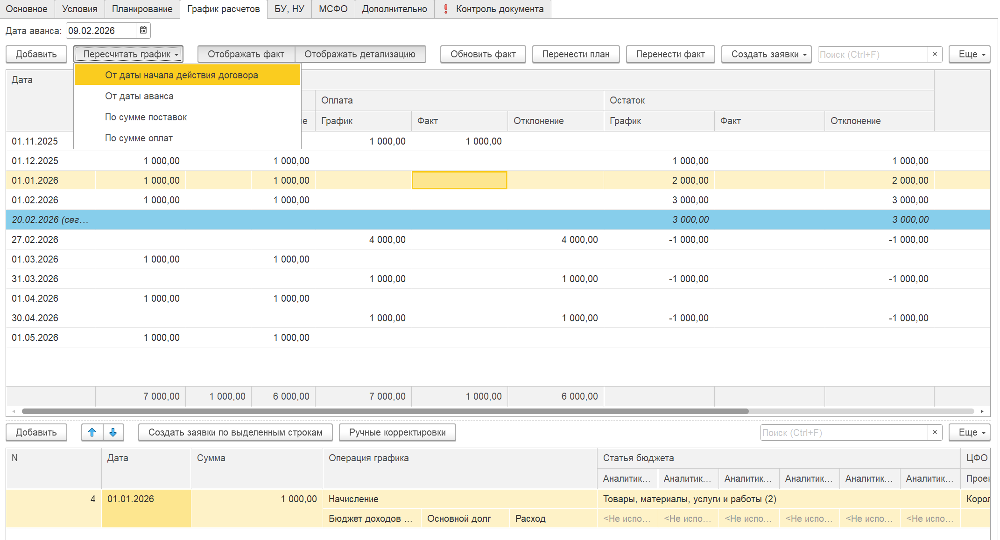 Основное Условия Планирование График расчетов БУ, НУ МСФО Дополнительно Контроль документа
Дата аванса: 09.02.2026
Добавить Пересчитать график Отображать факт Отображать детализацию Обновить факт Перенести план Перенести факт Создать заявки Поиск (Ctrl+F) × Еще
От даты начала действия договора
От даты аванса
По сумме поставок
По сумме оплат
Дата
Оплата Остаток
ие График Факт Отклонение График Факт Отклонение
01.11.2025 1 000,00 1 000,00
01.12.2025 1 000,00 1 000,00 1 000,00 1 000,00
01.01.2026 1 000,00 1 000,00 2 000,00 2 000,00
01.02.2026 1 000,00 1 000,00 3 000,00 3 000,00
20.02.2026 (сег... 3 000,00 3 000,00
27.02.2026 4 000,00 4 000,00 -1 000,00 -1 000,00
01.03.2026 1 000,00 1 000,00
31.03.2026 1 000,00 1 000,00 -1 000,00 -1 000,00
01.04.2026 1 000,00 1 000,00
30.04.2026 1 000,00 1 000,00 -1 000,00 -1 000,00
01.05.2026 1 000,00 1 000,00
7 000,00 1 000,00 6 000,00 7 000,00 1 000,00 6 000,00
Добавить Создать заявки по выделенным строкам Ручные корректировки Поиск (Ctrl+F) × Еще
N Дата Сумма Операция графика Статья бюджета ЦФО
Аналитик... Аналитик... Аналитик... Аналитик... Аналитик... Аналитик... Проек
4 01.01.2026 1 000,00 Начисление Товары, материалы, услуги и работы (2) Корол
Бюджет доходов ... Основной долг Расход <Не испо... <Не испо... <Не испо... <Не испо... <Не испо... <Не испо...